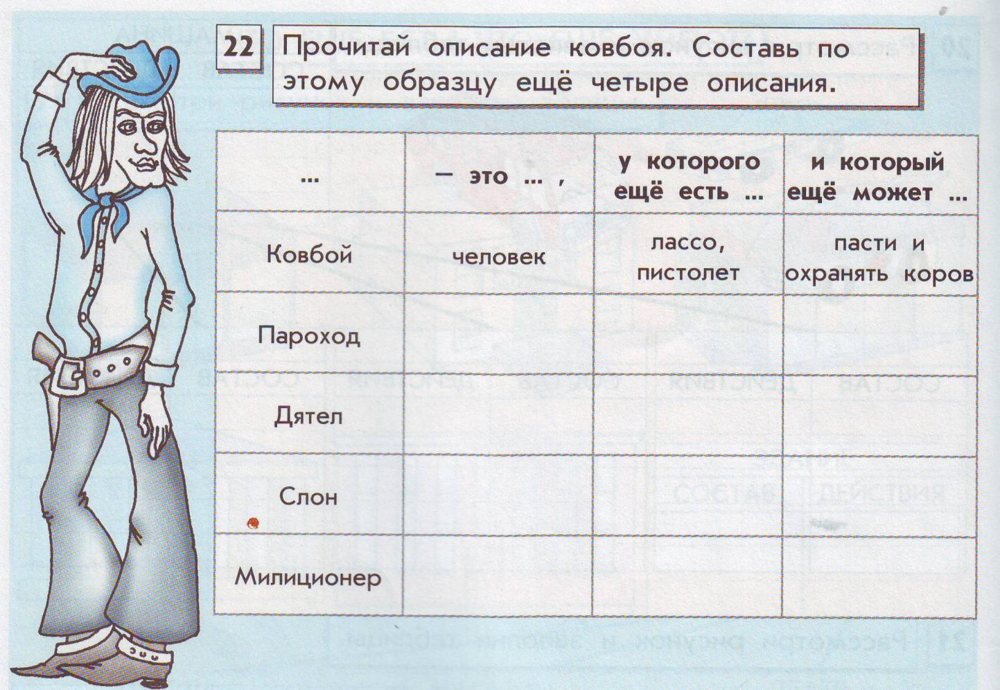 22
Прочитай описание ковбоя. Составь по
этому образцу ещё четыре описания.
...
– это ... ,
у которого
ещё есть ...
и который
ещё может ...
Ковбой
человек
лассо,
пистолет
пасти и
охранять коров
Пароход
Дятел
Слон
Милиционер